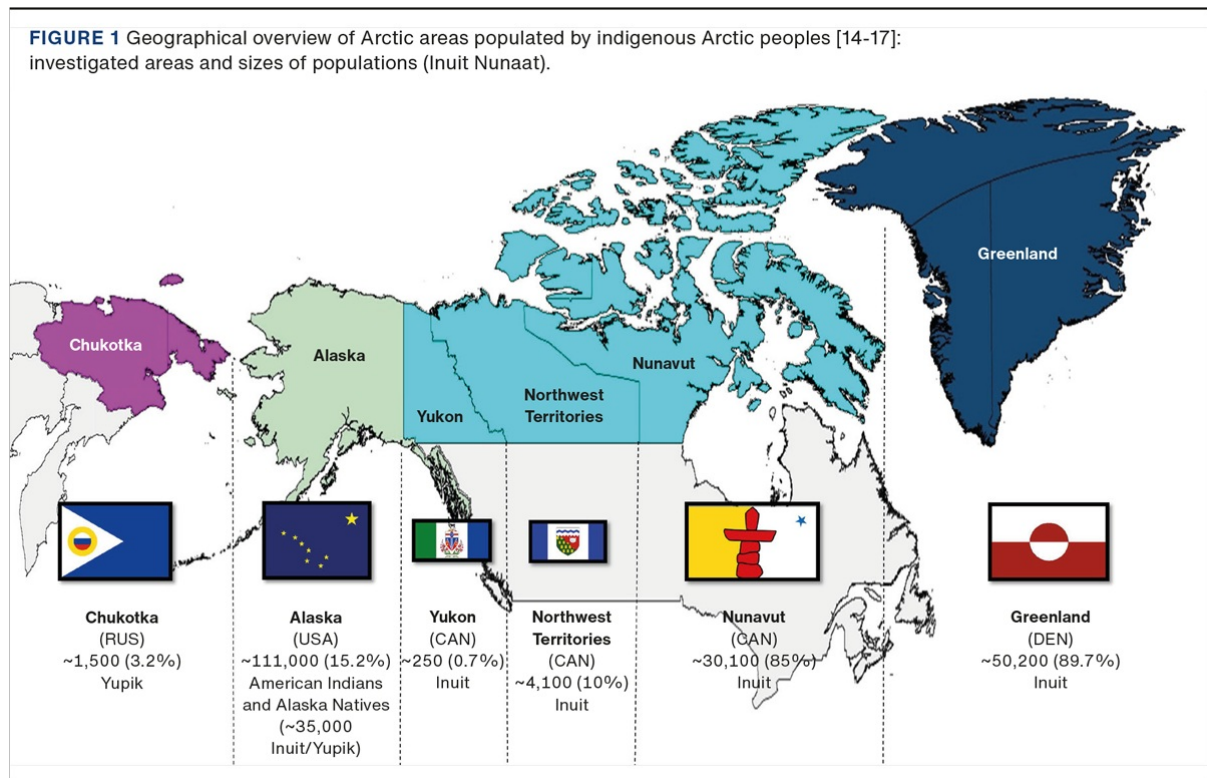 FIGURE 1 Geographical overview of Arctic areas populated by indigenous Arctic peoples [14-17]:
investigated areas and sizes of populations (Inuit Nunaat).
Greenland
Chukotka
Alaska
Nunavut
Northwest
Territories
Yukon
Chukotka
(RUS)
~1,500 (3.2%)
Yupik
Alaska
(USA)
~111,000 (15.2%)
American Indians
and Alaska Natives
(~35,000
Inuit/Yupik)
Yukon
(CAN)
~250 (0.7%)
Inuit
Northwest
Territories
(CAN)
~4,100 (10%)
Inuit
Nunavut
(CAN)
~30,100 (85%)
Inuit
Greenland
(DEN)
~50,200 (89.7%)
Inuit